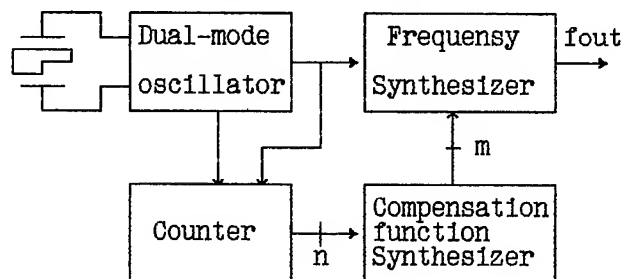 Dual-mode
oscillator
Frequensy
Synthesizer
fout
m
Counter
n
Compensation
function
Synthesizer